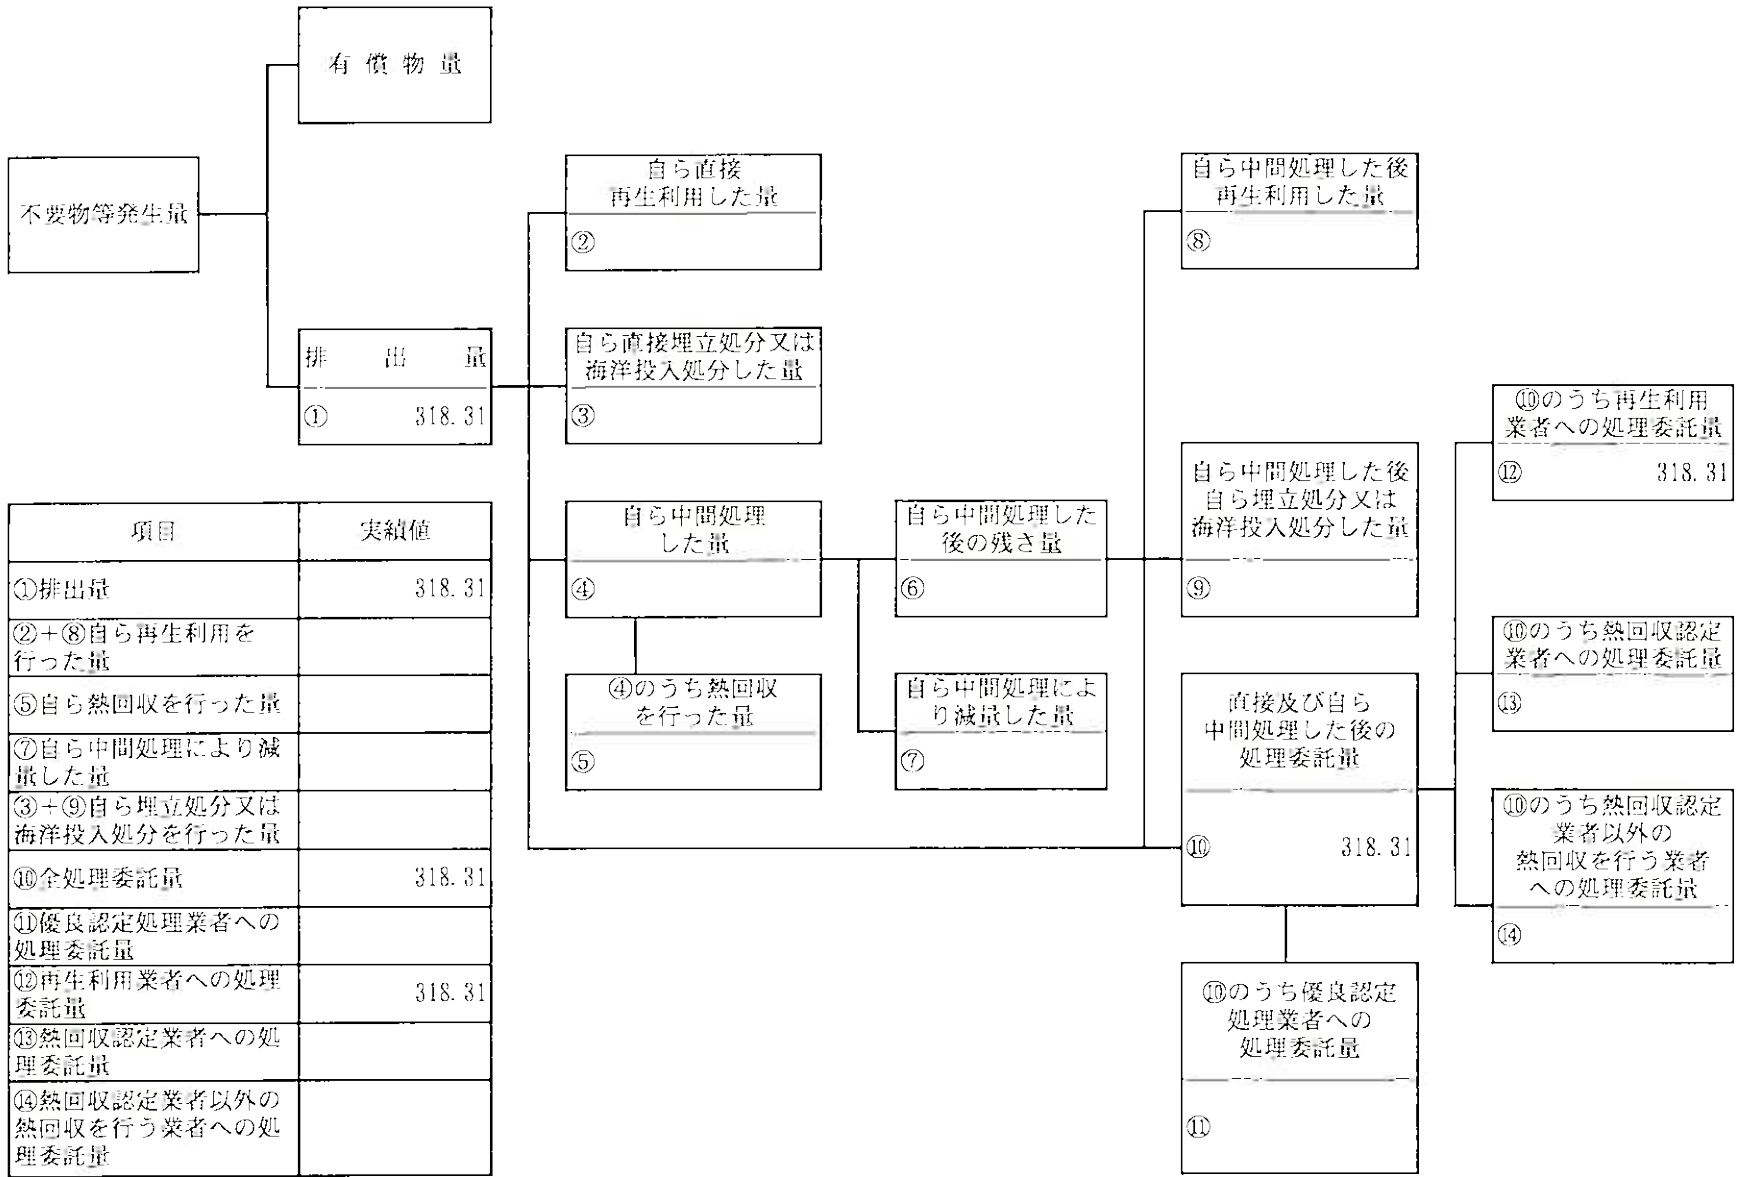 有償物量
不要物等発生量
排出量
① 318.31
自ら直接
再生利用した量
②
自ら直接埋立処分又は
海洋投入処分した量
③
自ら中間処理
した量
④
④のうち熱回収
を行った量
⑤
自ら中間処理した
後の残さ量
⑥
自ら中間処理によ
り減量した量
⑦
自ら中間処理した後
再生利用した量
⑧
自ら中間処理した後
自ら埋立処分又は
海洋投入処分した量
⑨
直接及び自ら
中間処理した後の
処理委託量
⑩ 318.31
⑩のうち優良認定
処理業者への
処理委託量
⑪
⑩のうち再生利用
業者への処理委託量
⑫ 318.31
⑩のうち熱回収認定
業者への処理委託量
⑬
⑩のうち熱回収認定
業者以外の
熱回収を行う業者
への処理委託量
⑭
項目 実績値
①排出量 318.31
②+⑧自ら再生利用を
行った量
⑤自ら熱回収を行った量
⑦自ら中間処理により減
量した量
③+⑨自ら埋立処分又は
海洋投入処分を行った量
⑩全処理委託量 318.31
⑪優良認定処理業者への
処理委託量
⑫再生利用業者への処理
委託量 318.31
⑬熱回収認定業者への処
理委託量
⑭熱回収認定業者以外の
熱回収を行う業者への処
理委託量